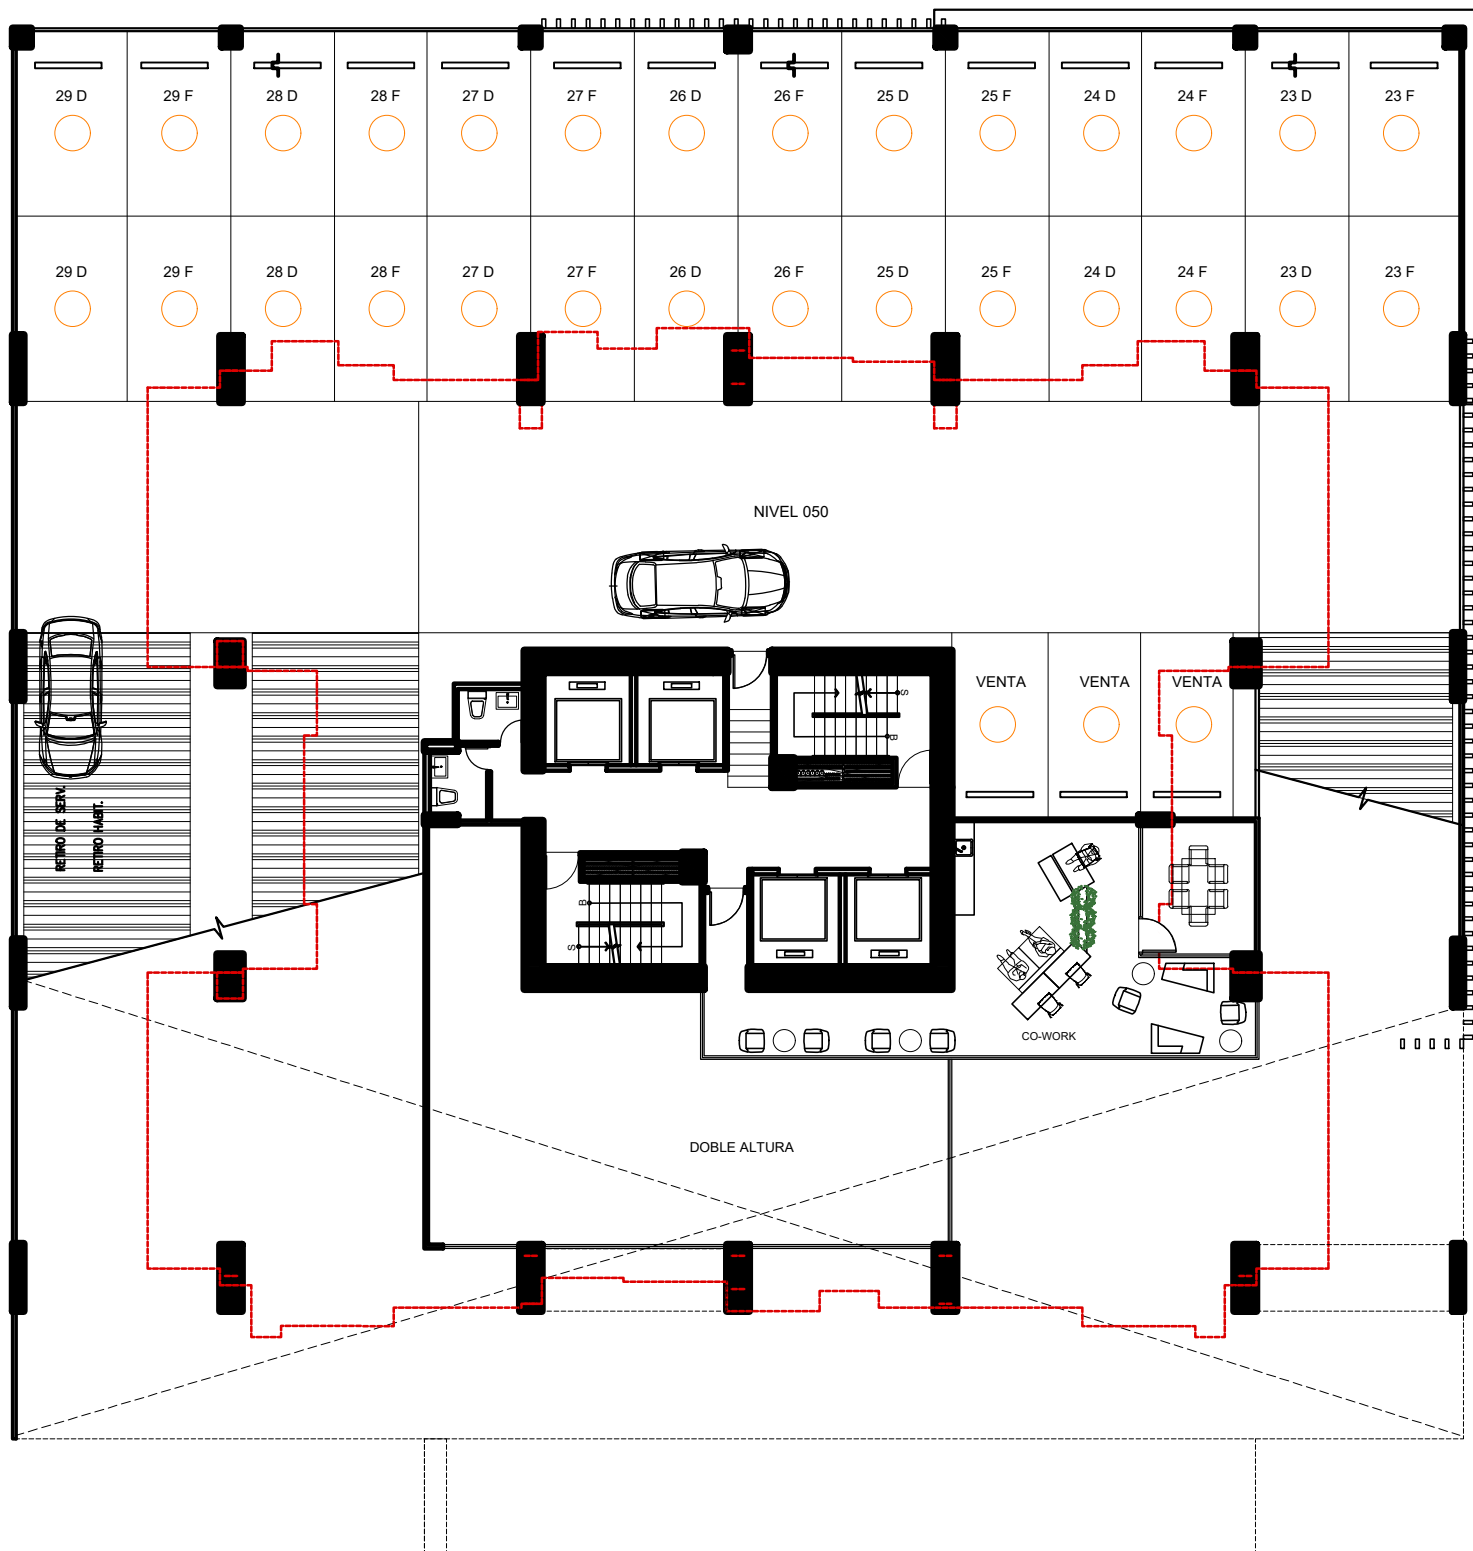 29 D 29 F 28 D 28 F 27 D 27 F 26 D 26 F 25 D 25 F 24 D 24 F 23 D 23 F
29 D 29 F 28 D 28 F 27 D 27 F 26 D 26 F 25 D 25 F 24 D 24 F 23 D 23 F
NIVEL 050
VENTA VENTA VENTA
S
B
RETIRO DE SERV.
RETIRO HABIT.
B
S
CO-WORK
DOBLE ALTURA